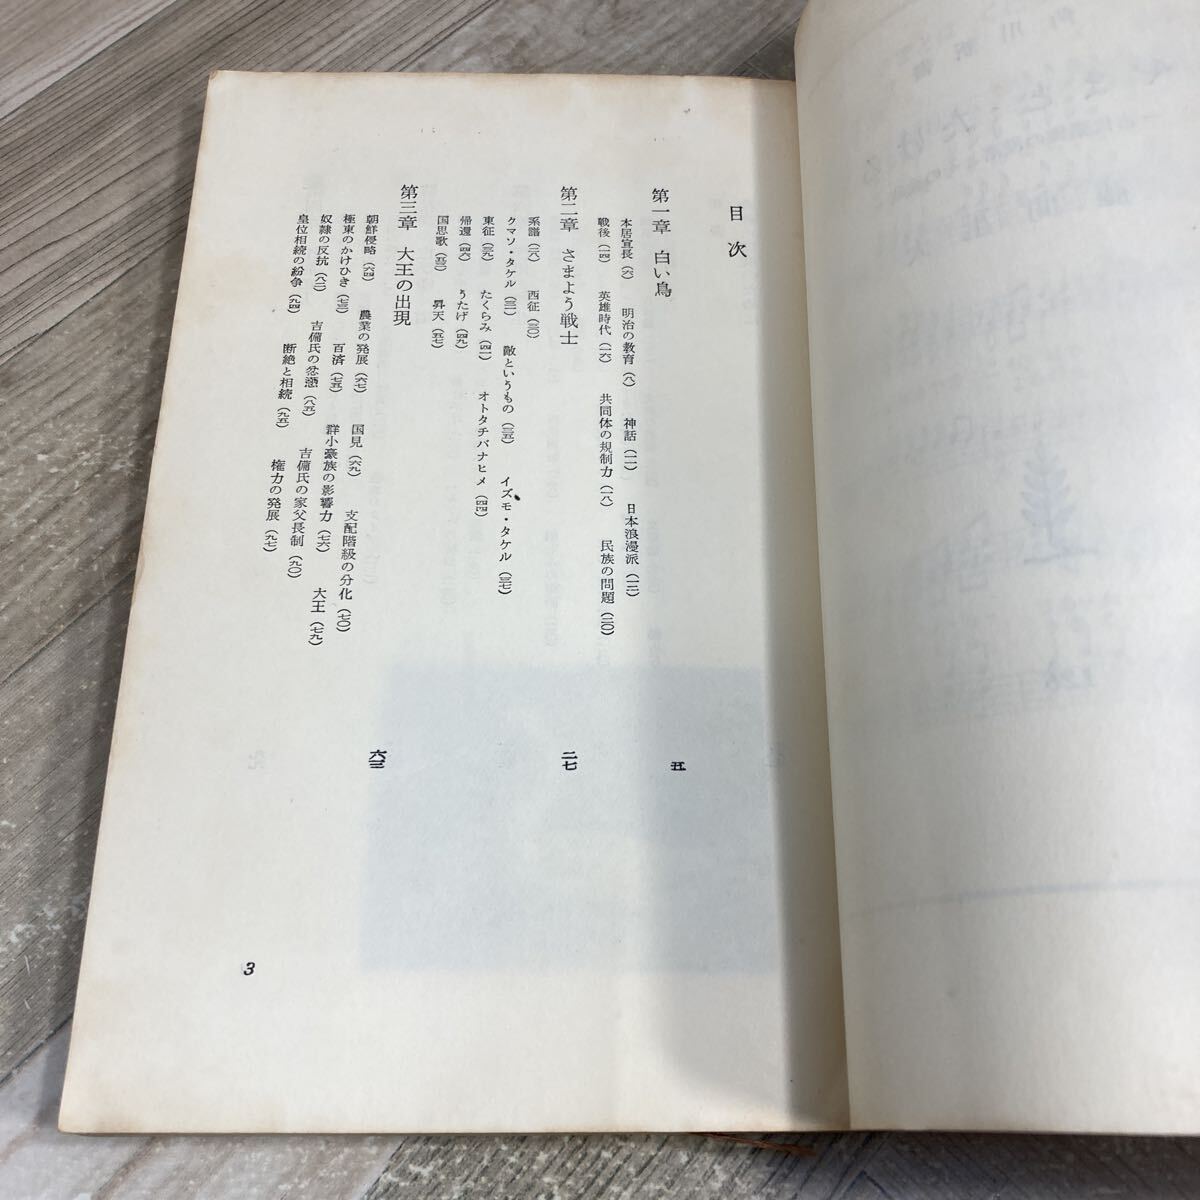 目次
第一章 白い鳥 五
本居宣長(六) 明治の教育(八) 神話(一一) 日本浪漫派(一三)
戦後(一四) 英雄時代(一六) 共同体の規制力(一八) 民族の問題(二〇)
第二章 さまよう戦士 二七
系譜(二八) 西征(三〇)
クマソ・タケル(三一) 敵というもの(三五) イズモ・タケル(三七)
東征(三九) たくらみ(四一) オトタチバナヒメ(四四)
帰還(四六) うたげ(四九)
国思歌(五三) 昇天(五七)
第三章 大王の出現 六三
朝鮮侵略(六四) 農業の発展(六七) 国見(六九) 支配階級の分化(七〇)
極東のかけひき(七三) 百済(七五) 群小豪族の影響力(七六) 大王(七九)
奴隷の反抗(八二) 吉備氏の忿懣(八五) 吉備氏の家父長制(九〇)
皇位相続の紛争(九四) 断絶と相続(九五) 権力の発展(九七)
3